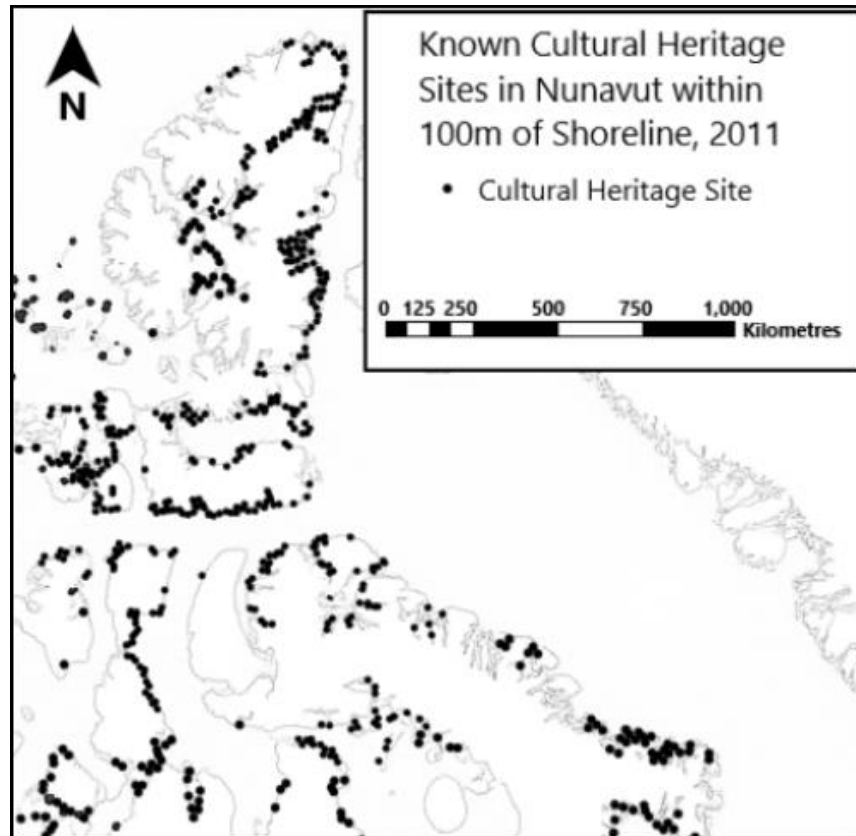 N
Known Cultural Heritage
Sites in Nunavut within
100m of Shoreline, 2011
Cultural Heritage Site
0 125 250 500 750 1,000
Kilometres